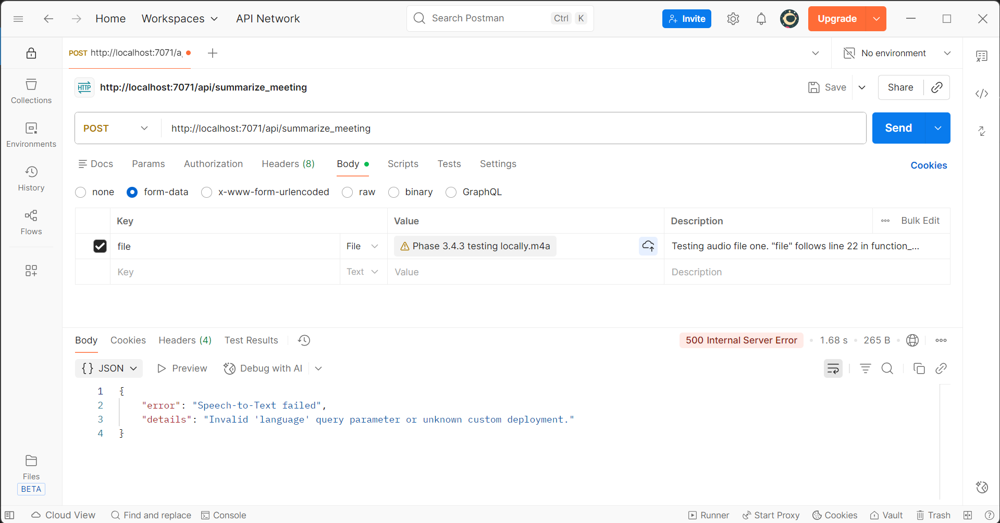 Home Workspaces API Network Search Postman Ctrl K Invite Upgrade
POST http://localhost:7071/a No environment
HTTP http://localhost:7071/api/summarize_meeting Save Share
Collections
POST http://localhost:7071/api/summarize_meeting Send
Environments
Docs Params Authorization Headers (8) Body Scripts Tests Settings Cookies
History
none form-data x-www-form-urlencoded raw binary GraphQL
Key Value Description Bulk Edit
Flows
file File Phase 3.4.3 testing locally.m4a Testing audio file one. "file" follows line 22 in function_...
Key Text Value Description
Body Cookies Headers (4) Test Results 500 Internal Server Error 1.68 s 265 B
{} JSON Preview Debug with AI
1 {
2 "error": "Speech-to-Text failed",
3 "details": "Invalid 'language' query parameter or unknown custom deployment."
4 }
Files
BETA
Cloud View Find and replace Console Runner Start Proxy Cookies Vault Trash